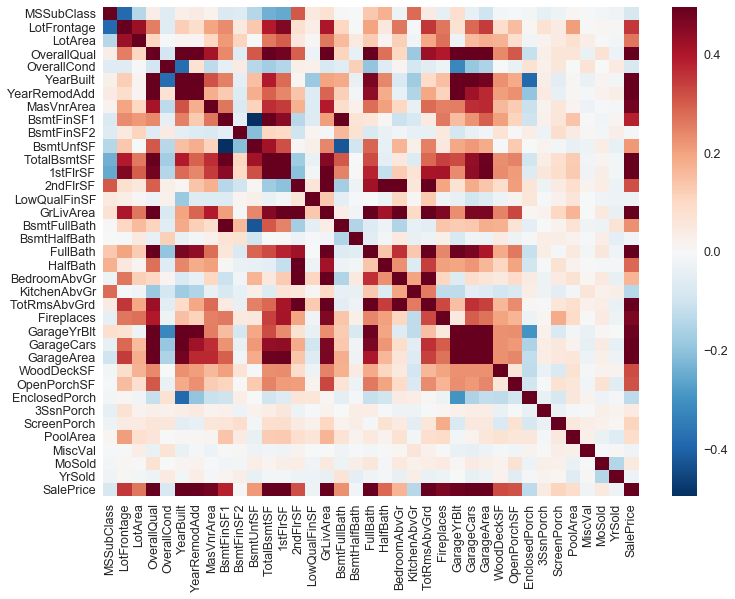 MSSubClass
LotFrontage
LotArea
OverallQual
OverallCond
YearBuilt
YearRemodAdd
MasVnrArea
BsmtFinSF1
BsmtFinSF2
BsmtUnfSF
TotalBsmtSF
1stFlrSF
2ndFlrSF
LowQualFinSF
GrLivArea
BsmtFullBath
BsmtHalfBath
FullBath
HalfBath
BedroomAbvGr
KitchenAbvGr
TotRmsAbvGrd
Fireplaces
GarageYrBlt
GarageCars
GarageArea
WoodDeckSF
OpenPorchSF
EnclosedPorch
3SsnPorch
ScreenPorch
PoolArea
MiscVal
MoSold
YrSold
SalePrice
MSSubClass
LotFrontage
LotArea
OverallQual
OverallCond
YearBuilt
YearRemodAdd
MasVnrArea
BsmtFinSF1
BsmtFinSF2
BsmtUnfSF
TotalBsmtSF
1stFlrSF
2ndFlrSF
LowQualFinSF
GrLivArea
BsmtFullBath
BsmtHalfBath
FullBath
HalfBath
BedroomAbvGr
KitchenAbvGr
TotRmsAbvGrd
Fireplaces
GarageYrBlt
GarageCars
GarageArea
WoodDeckSF
OpenPorchSF
EnclosedPorch
3SsnPorch
ScreenPorch
PoolArea
MiscVal
MoSold
YrSold
SalePrice
0.4
0.2
0.0
−0.2
−0.4